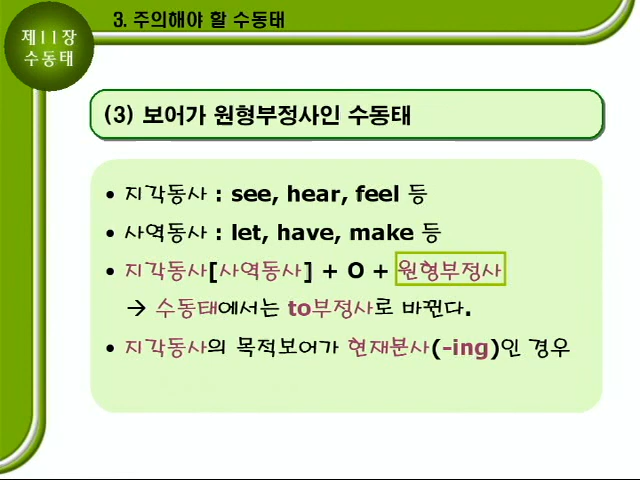 제11장
수동태
3. 주의해야 할 수동태
(3) 보어가 원형부정사인 수동태
• 지각동사 : see, hear, feel 등
• 사역동사 : let, have, make 등
• 지각동사[사역동사] + O + 원형부정사
→ 수동태에서는 to부정사로 바뀐다.
• 지각동사의 목적보어가 현재분사(-ing)인 경우